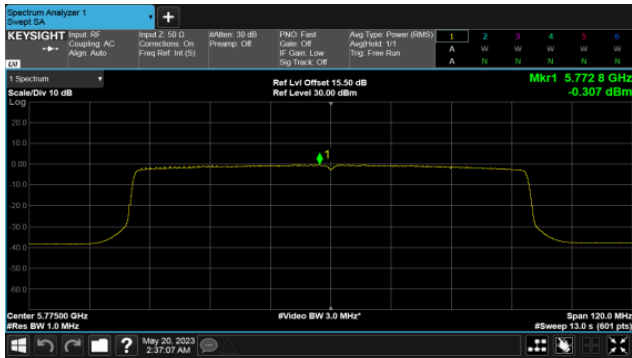 Spectrum Analyzer 1
Swept SA
+
KEYSIGHT
Input: RF
Coupling: AC
Align: Auto
Input Z: 50 Ω
Corrections: On
Freq Ref: Int (S)
#Atten: 30 dB
Preamp: Off
PNO: Fast
Gate: Off
IF Gain: Low
Sig Track: Off
Avg Type: Power (RMS)
Avg|Hold: 1/1
Trig: Free Run
1 2 3 4 5 6
A W W W W W
A N N N N N
LXI
1 Spectrum
Scale/Div 10 dB
Ref Lvl Offset 15.50 dB
Ref Level 30.00 dBm
Mkr1 5.772 8 GHz
-0.307 dBm
Log
20.0
10.0
0.00
-10.0
-20.0
-30.0
-40.0
-50.0
-60.0
1
Center 5.77500 GHz
#Res BW 1.0 MHz
#Video BW 3.0 MHz*
Span 120.0 MHz
#Sweep 13.0 s (601 pts)
?
May 20, 2023
2:37:07 AM